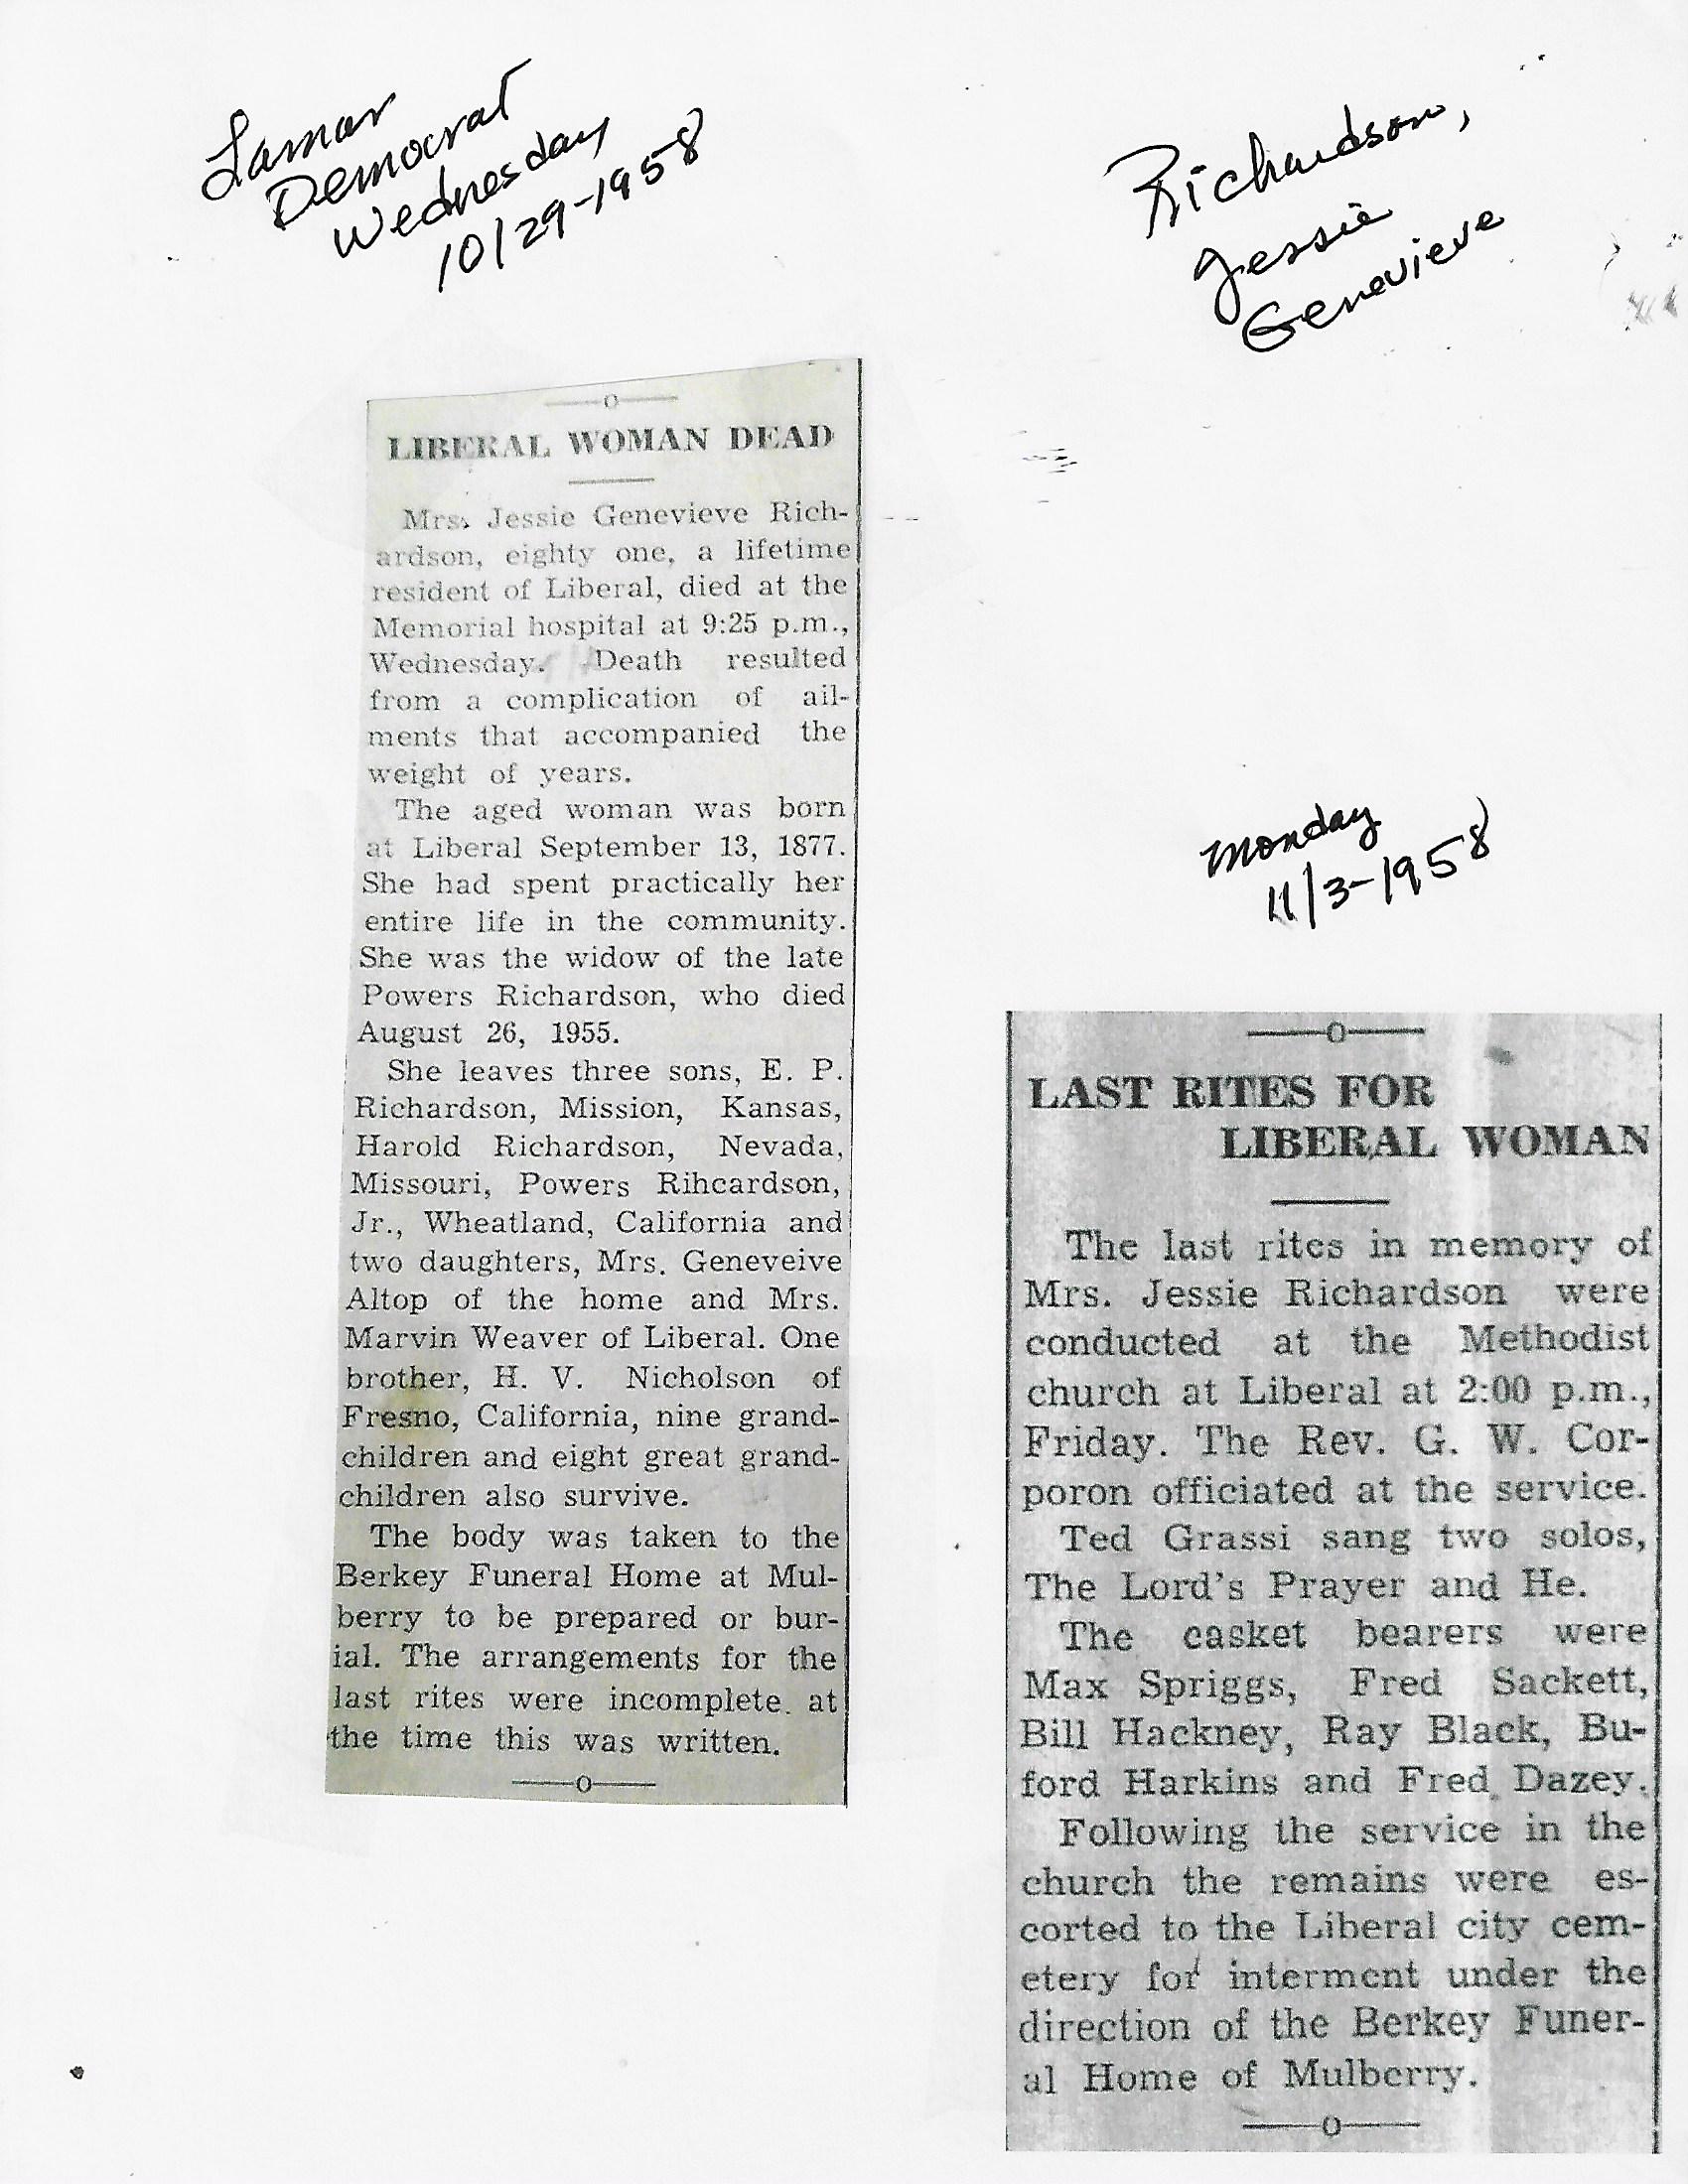 Lamar
Democrat
Wednesday
10/29-1958
Richardson,
Jessie
Genevieve
—o—
LIBERAL WOMAN DEAD
Mrs. Jessie Genevieve Rich-
ardson, eighty one, a lifetime
resident of Liberal, died at the
Memorial hospital at 9:25 p.m.,
Wednesday. Death resulted
from a complication of ail-
ments that accompanied the
weight of years.
The aged woman was born
at Liberal September 13, 1877.
She had spent practically her
entire life in the community.
She was the widow of the late
Powers Richardson, who died
August 26, 1955.
She leaves three sons, E. P.
Richardson, Mission, Kansas,
Harold Richardson, Nevada,
Missouri, Powers Rihcardson,
Jr., Wheatland, California and
two daughters, Mrs. Geneveive
Altop of the home and Mrs.
Marvin Weaver of Liberal. One
brother, H. V. Nicholson of
Fresno, California, nine grand-
children and eight great grand-
children also survive.
The body was taken to the
Berkey Funeral Home at Mul-
berry to be prepared or bur-
ial. The arrangements for the
last rites were incomplete. at
the time this was written.
—o—
Monday
11/3-1958
—o—
LAST RITES FOR
LIBERAL WOMAN
The last rites in memory of
Mrs. Jessie Richardson were
conducted at the Methodist
church at Liberal at 2:00 p.m.,
Friday. The Rev. G. W. Cor-
poron officiated at the service.
Ted Grassi sang two solos,
The Lord's Prayer and He.
The casket bearers were
Max Spriggs, Fred Sackett,
Bill Hackney, Ray Black, Bu-
ford Harkins and Fred Dazey.
Following the service in the
church the remains were es-
corted to the Liberal city cem-
etery for interment under the
direction of the Berkey Funer-
al Home of Mulberry.
—o—